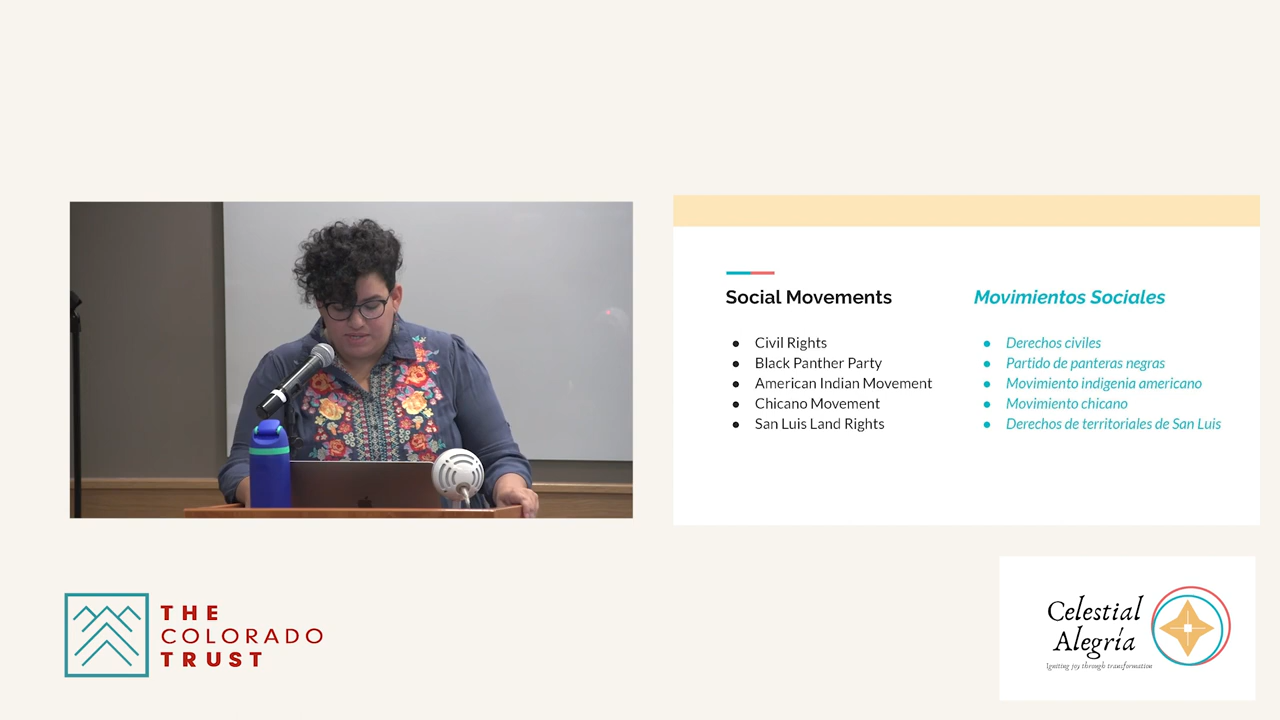 Social Movements
Civil Rights
Black Panther Party
American Indian Movement
Chicano Movement
San Luis Land Rights
Movimientos Sociales
Derechos civiles
Partido de panteras negras
Movimiento indigenia americano
Movimiento chicano
Derechos de territoriales de San Luis
THE
COLORADO
TRUST
Celestial
Alegría
Igniting joy through transformation